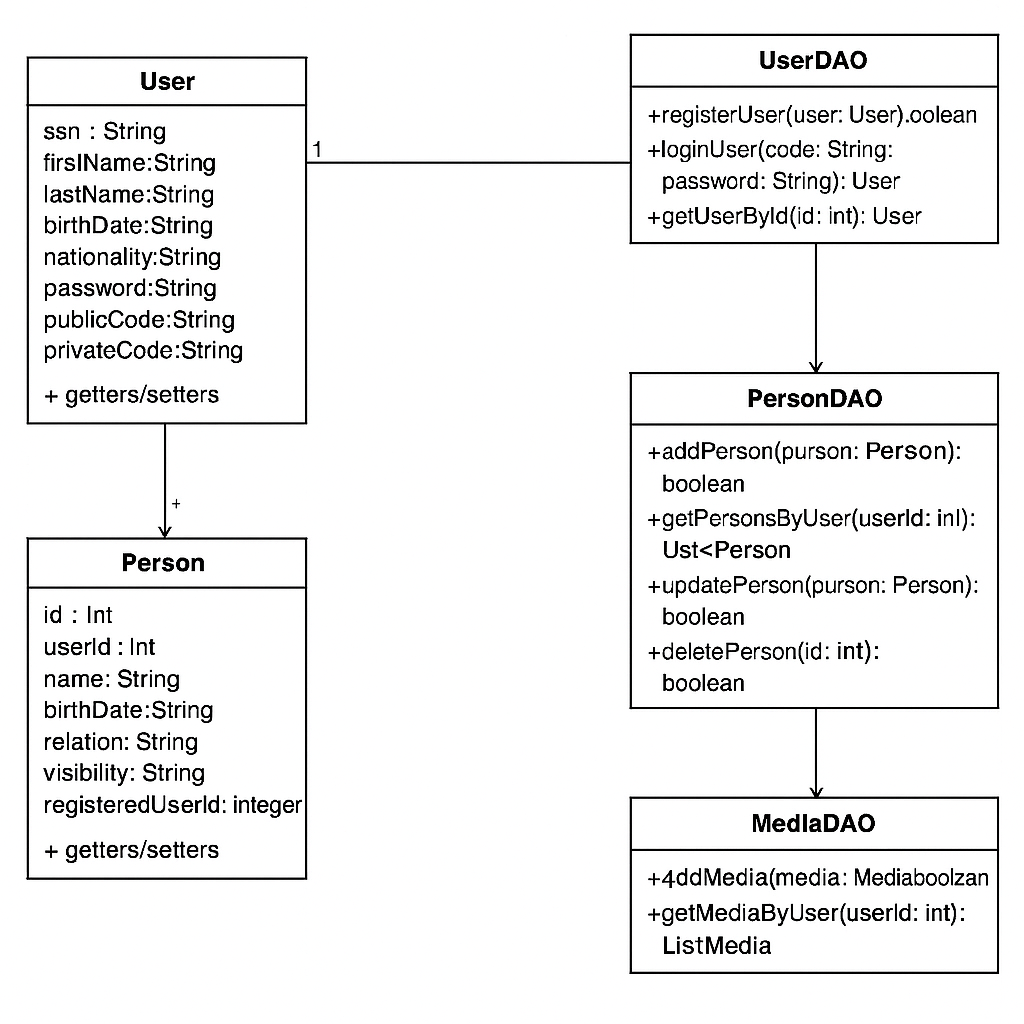 User
ssn : String
firsIName:String
lastName:String
birthDate:String
nationality:String
password:String
publicCode:String
privateCode:String
+ getters/setters
1
+
Person
id : Int
userId : Int
name: String
birthDate:String
relation: String
visibility: String
registeredUserId: integer
+ getters/setters
UserDAO
+registerUser(user: User).oolean
+loginUser(code: String:
password: String): User
+getUserById(id: int): User
PersonDAO
+addPerson(purson: Person):
boolean
+getPersonsByUser(userId: inl):
Ust<Person
+updatePerson(purson: Person):
boolean
+deletePerson(id: int):
boolean
MedIaDAO
+4ddMedia(media: Mediaboolzan
+getMediaByUser(userId: int):
ListMedia